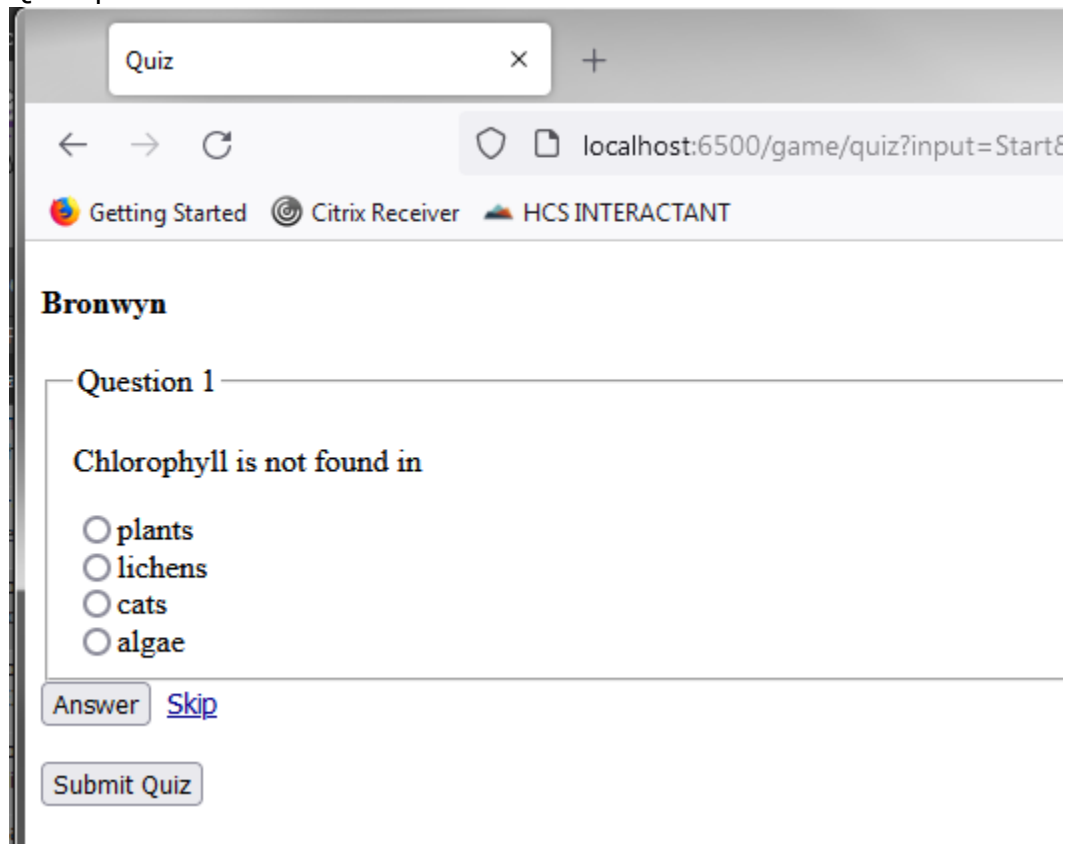 Quiz
localhost:6500/game/quiz?input=Start&
Getting Started Citrix Receiver HCS INTERACTANT
Bronwyn
Question 1
Chlorophyll is not found in
plants
lichens
cats
algae
Answer Skip
Submit Quiz